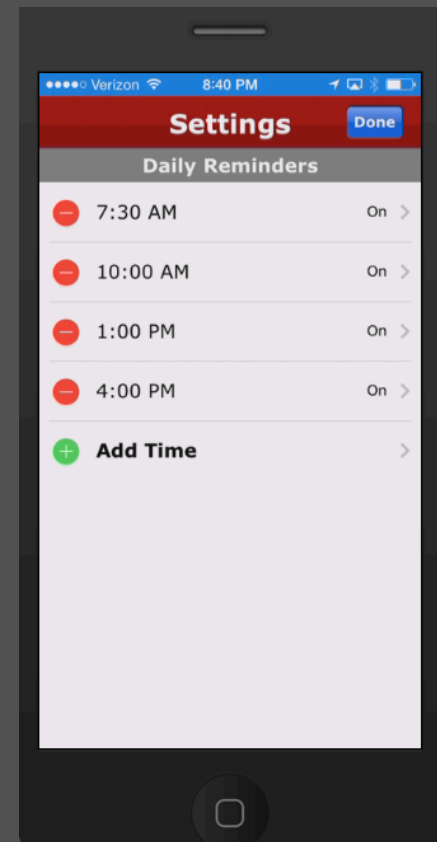 Verizon 8:40 PM
Settings Done
Daily Reminders
7:30 AM On
10:00 AM On
1:00 PM On
4:00 PM On
Add Time